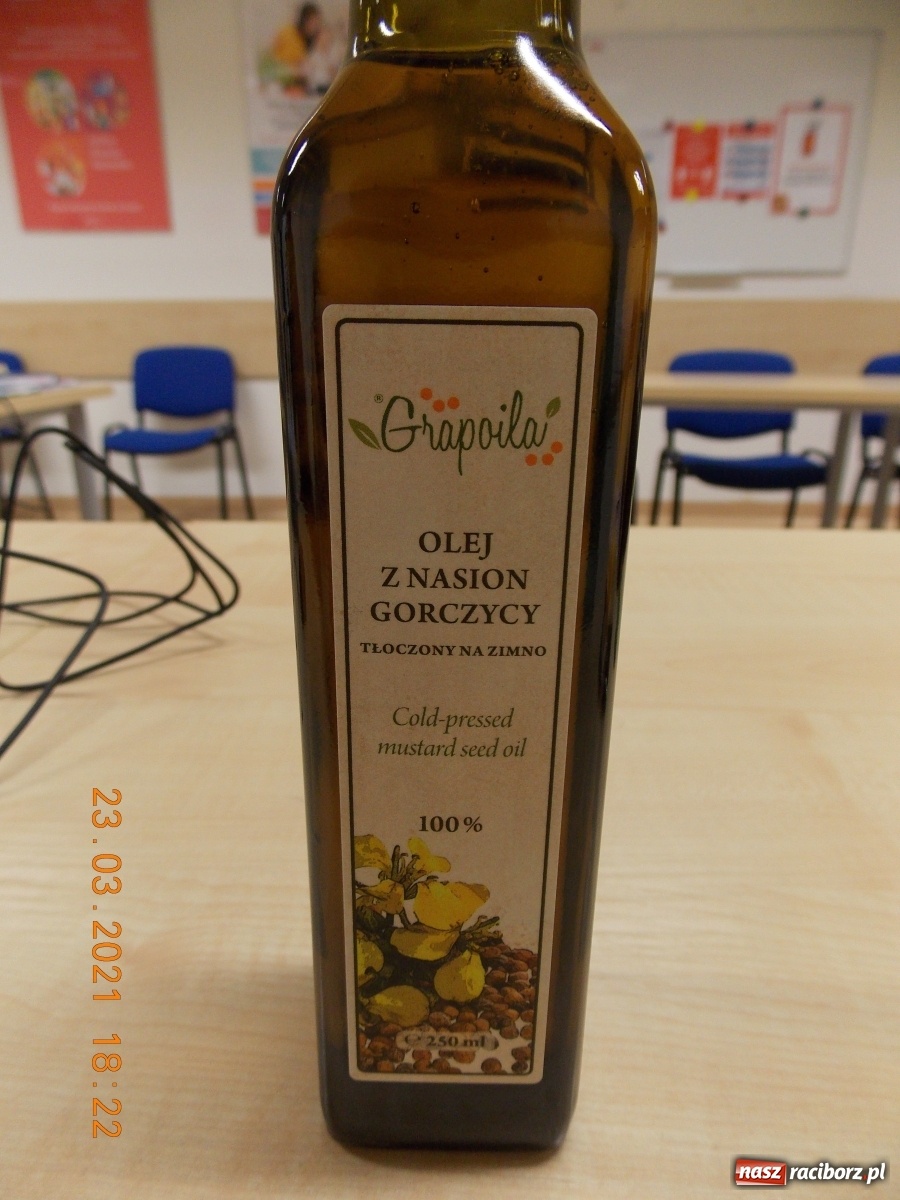 ® Grapoila
OLEJ
Z NASION
GORCZYCY
TŁOCZONY NA ZIMNO
Cold-pressed
mustard seed oil
100 %
℮ 250 ml
23.03.2021 18:22
nasz raciborz.pl